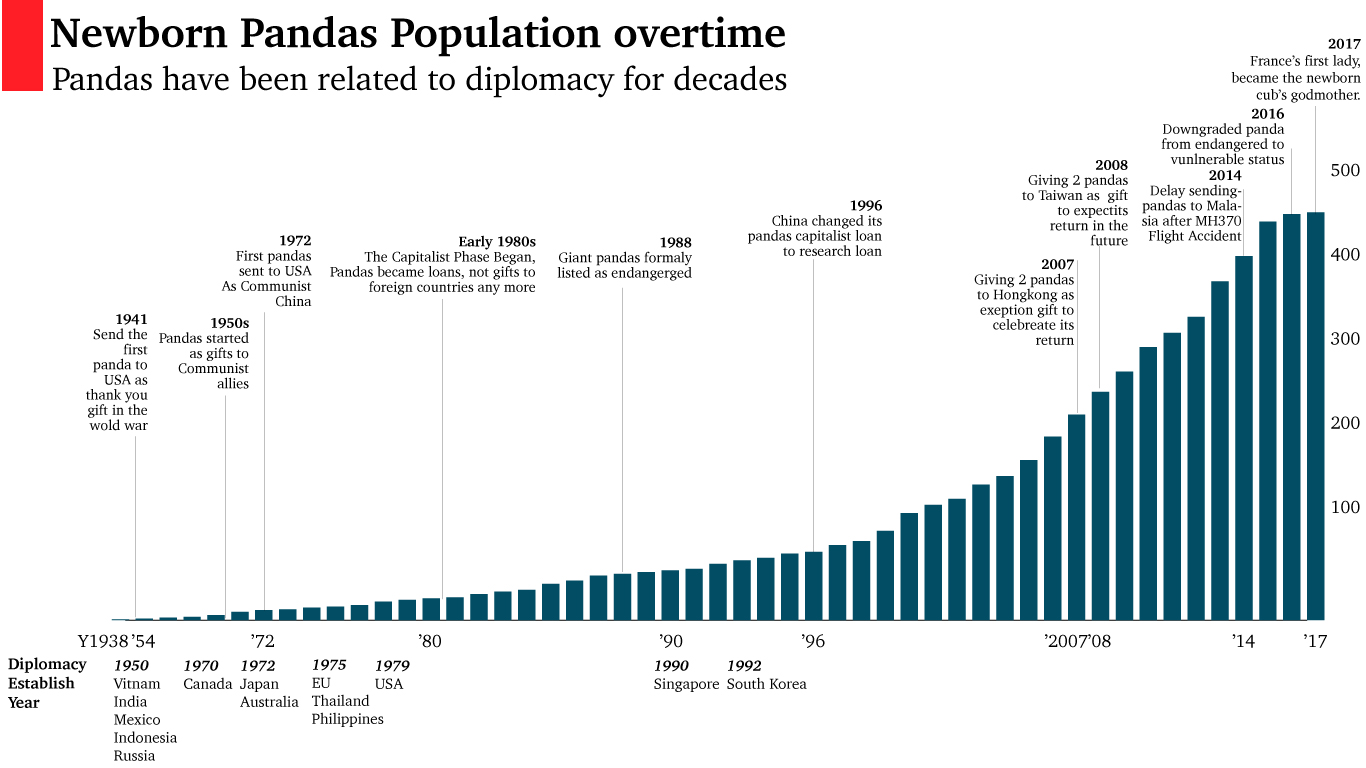 Newborn Pandas Population overtime
Pandas have been related to diplomacy for decades
1941
Send the
first
panda to
USA as
thank you
gift in the
wold war
1950s
Pandas started
as gifts to
Communist
allies
1972
First pandas
sent to USA
As Communist
China
Early 1980s
The Capitalist Phase Began,
Pandas became loans, not gifts to
foreign countries any more
1988
Giant pandas formaly
listed as endangerged
1996
China changed its
pandas capitalist loan
to research loan
2007
Giving 2 pandas
to Hongkong as
exeption gift to
celebreate its
return
2008
Giving 2 pandas
to Taiwan as gift
to expectits
return in the
future
2014
Delay sending-
pandas to Mala-
sia after MH370
Flight Accident
2016
Downgraded panda
from endangered to
vunlnerable status
2017
France’s first lady,
became the newborn
cub’s godmother.
500
400
300
200
100
Y1938 ’54 ’72 ’80 ’90 ’96 ’2007 ’08 ’14 ’17
Diplomacy
Establish
Year
1950
Vitnam
India
Mexico
Indonesia
Russia
1970
Canada
1972
Japan
Australia
1975
EU
Thailand
Philippines
1979
USA
1990
Singapore
1992
South Korea